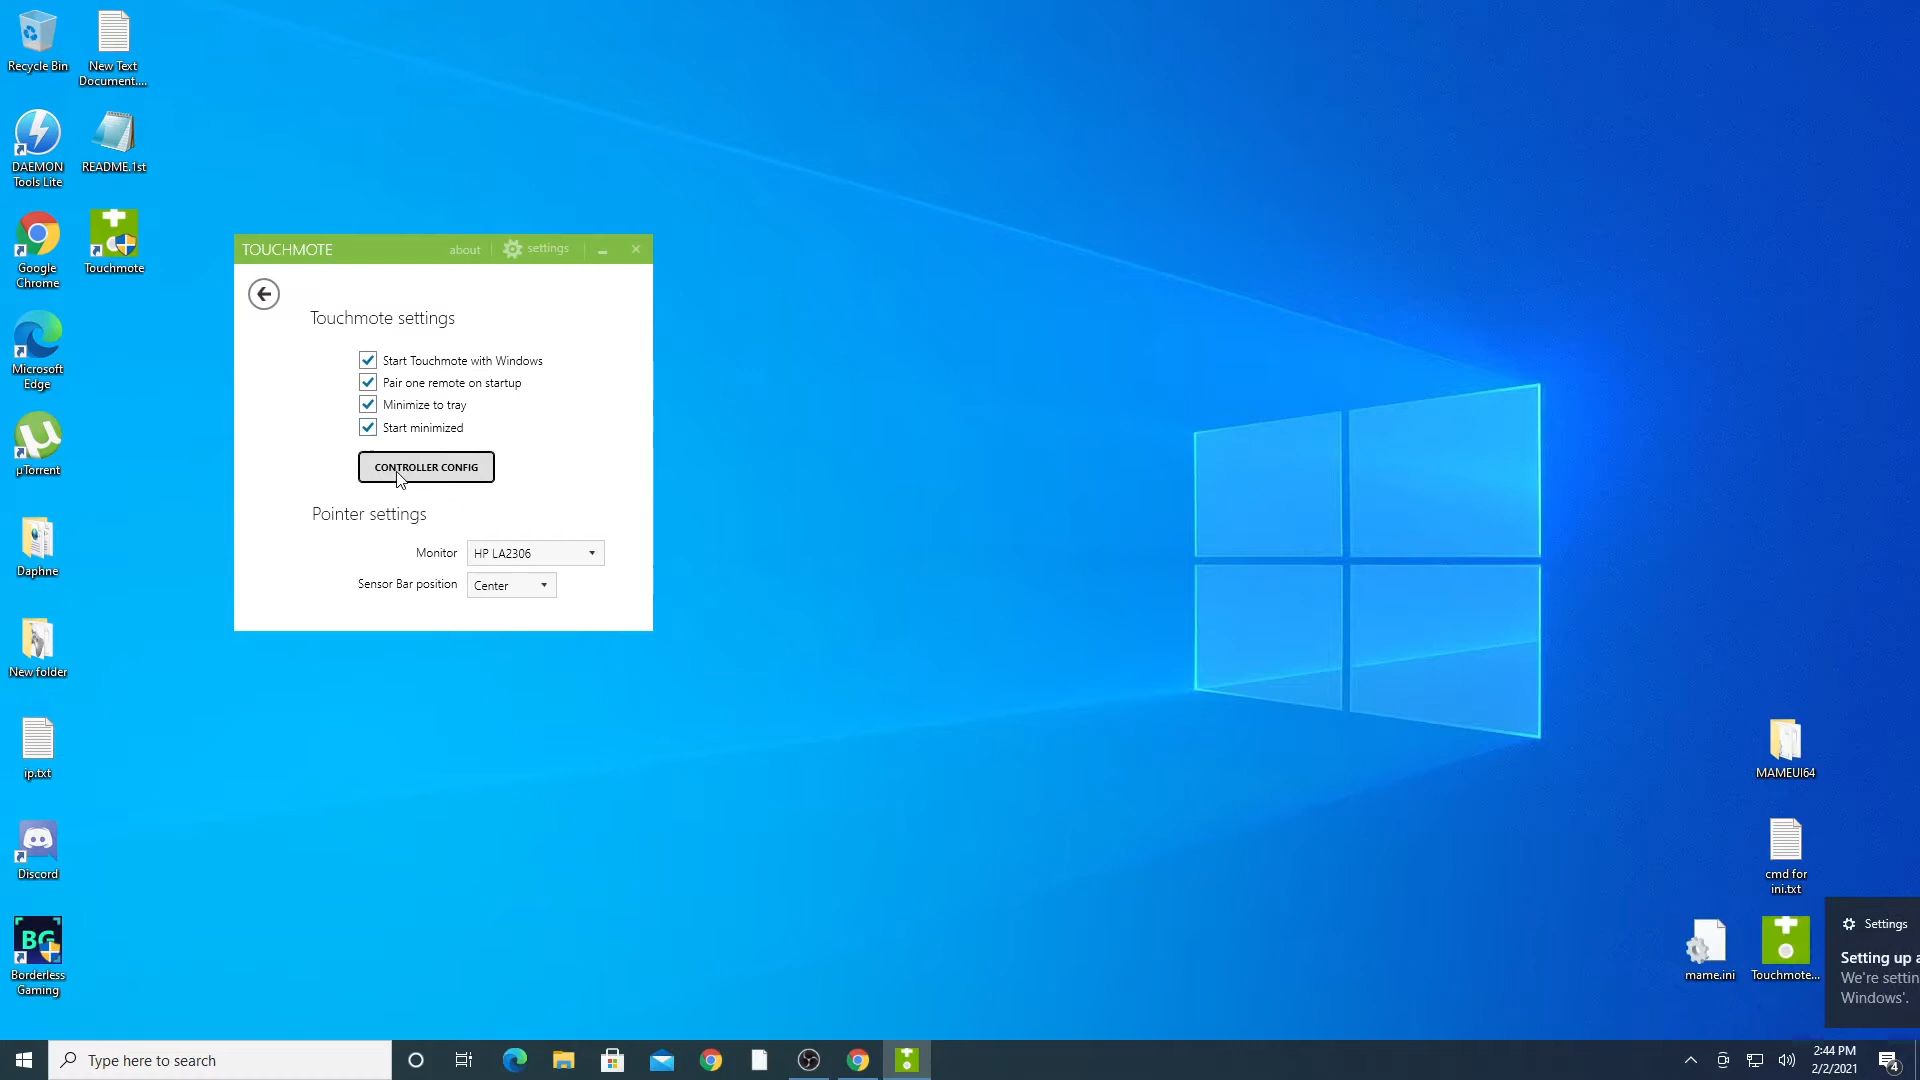 Recycle Bin
New Text
Document....
DAEMON
Tools Lite
README.1st
Google
Chrome
Touchmote
Microsoft
Edge
µTorrent
Daphne
New folder
ip.txt
Discord
BG
Borderless
Gaming
TOUCHMOTE
about
settings
Touchmote settings
Start Touchmote with Windows
Pair one remote on startup
Minimize to tray
Start minimized
CONTROLLER CONFIG
Pointer settings
Monitor
HP LA2306
Sensor Bar position
Center
MAMEUI64
cmd for
ini.txt
mame.ini
Touchmote...
Settings
Setting up a
We're settin
Windows'.
Type here to search
2:44 PM
2/2/2021
4